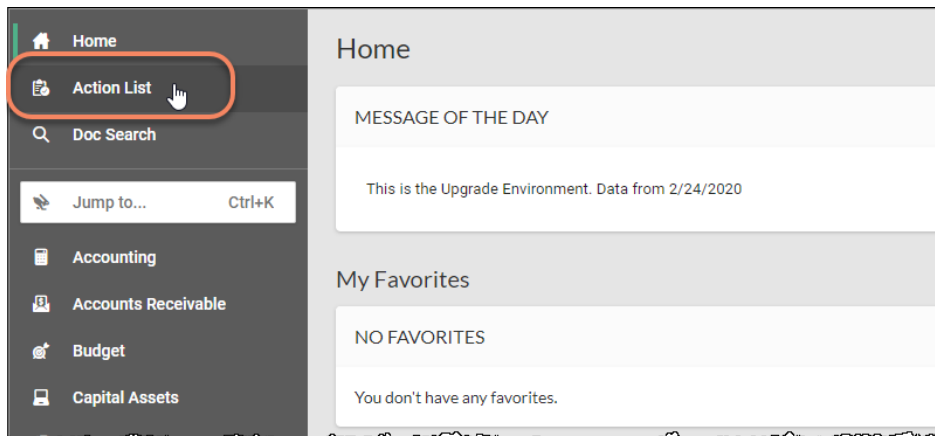 Home
Action List
Doc Search
Jump to... Ctrl+K
Accounting
Accounts Receivable
Budget
Capital Assets
Home
MESSAGE OF THE DAY
This is the Upgrade Environment. Data from 2/24/2020
My Favorites
NO FAVORITES
You don't have any favorites.